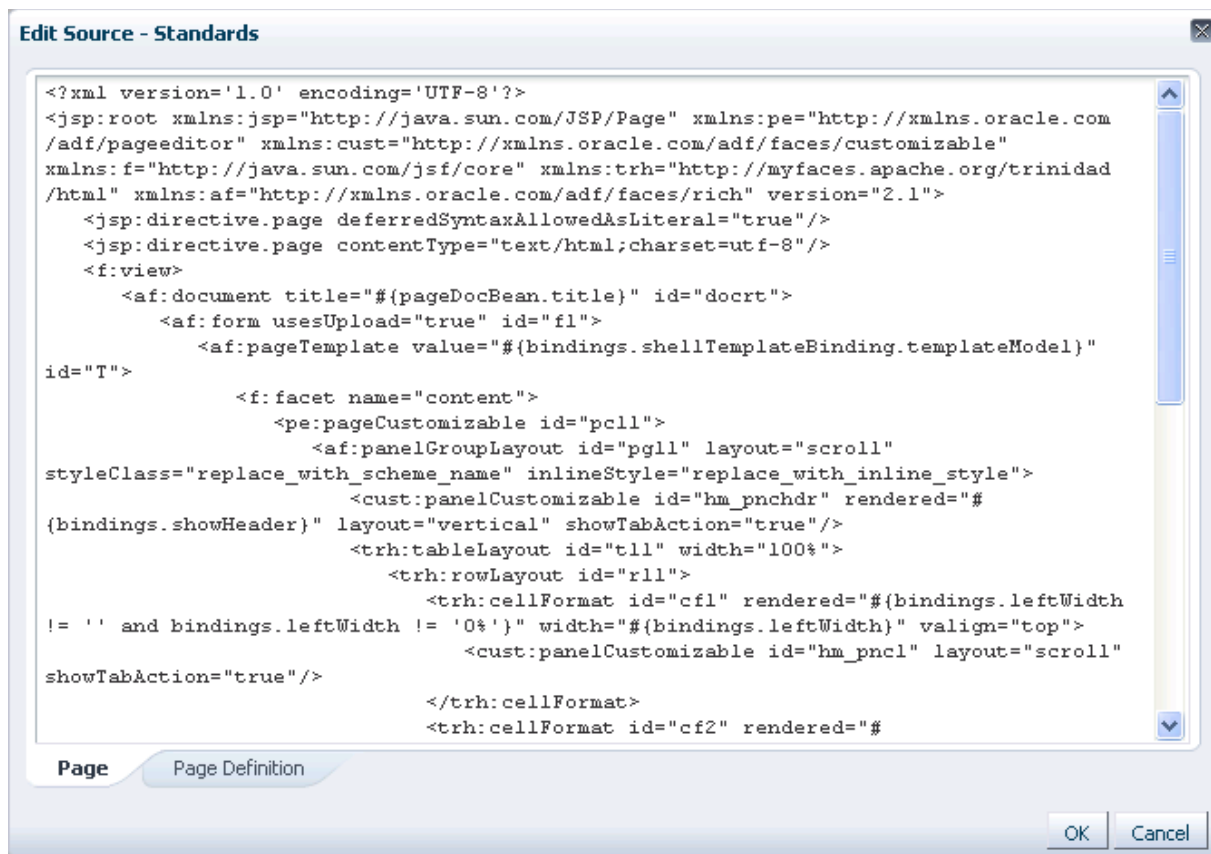 Edit Source - Standards
<?xml version='1.0' encoding='UTF-8'?>
<jsp:root xmlns:jsp="http://java.sun.com/JSP/Page" xmlns:pe="http://xmlns.oracle.com
/adf/pageeditor" xmlns:cust="http://xmlns.oracle.com/adf/faces/customizable"
xmlns:f="http://java.sun.com/jsf/core" xmlns:trh="http://myfaces.apache.org/trinidad
/html" xmlns:af="http://xmlns.oracle.com/adf/faces/rich" version="2.1">
<jsp:directive.page deferredSyntaxAllowedAsLiteral="true"/>
<jsp:directive.page contentType="text/html;charset=utf-8"/>
<f:view>
<af:document title="#{pageDocBean.title}" id="docrt">
<af:form usesUpload="true" id="f1">
<af:pageTemplate value="#{bindings.shellTemplateBinding.templateModel}"
id="T">
<f:facet name="content">
<pe:pageCustomizable id="pcl1">
<af:panelGroupLayout id="pgl1" layout="scroll"
styleClass="replace_with_scheme_name" inlineStyle="replace_with_inline_style">
<cust:panelCustomizable id="hm_pnchdr" rendered="#
{bindings.showHeader}" layout="vertical" showTabAction="true"/>
<trh:tableLayout id="tl1" width="100%">
<trh:rowLayout id="rl1">
<trh:cellFormat id="cf1" rendered="#{bindings.leftWidth
!= '' and bindings.leftWidth != '0%'}" width="#{bindings.leftWidth}" valign="top">
<cust:panelCustomizable id="hm_pnc1" layout="scroll"
showTabAction="true"/>
</trh:cellFormat>
<trh:cellFormat id="cf2" rendered="#
Page
Page Definition
OK
Cancel